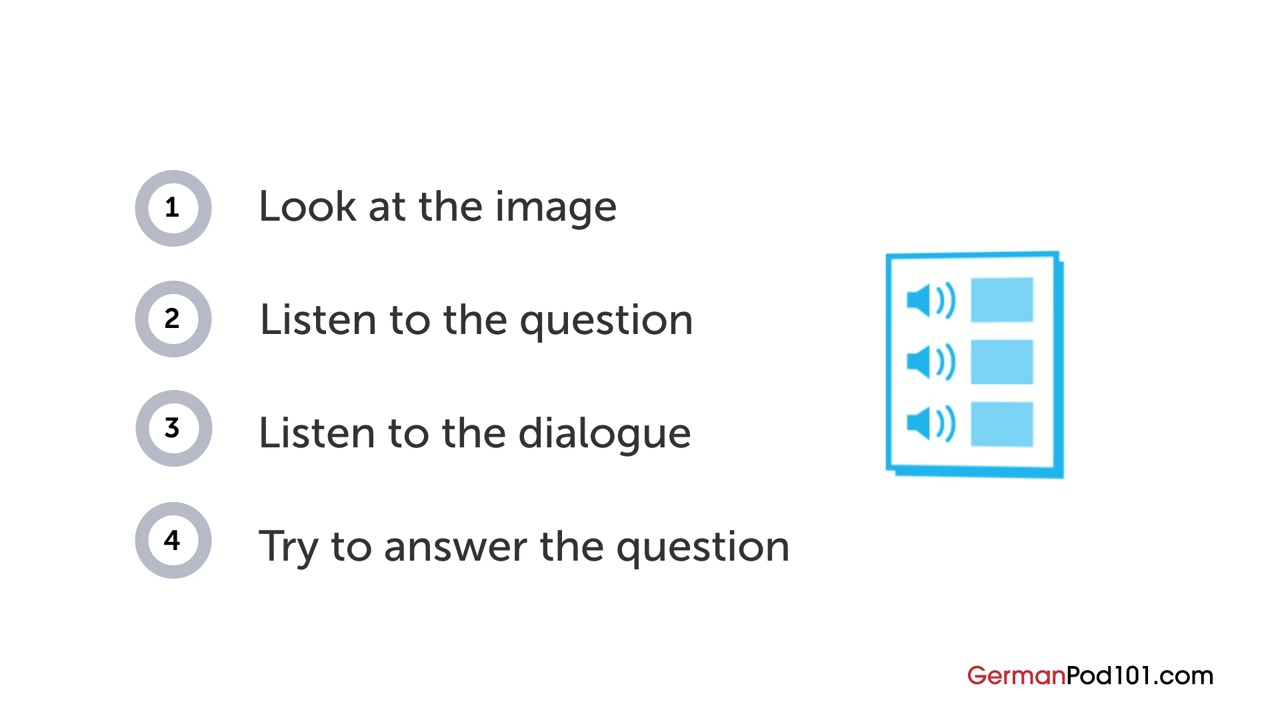 1 Look at the image
2 Listen to the question
3 Listen to the dialogue
4 Try to answer the question
GermanPod101.com